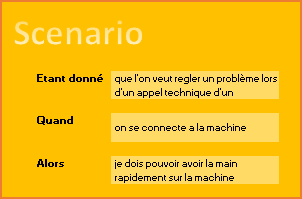 Scenario
Etant donné que l'on veut regler un problème lors
d'un appel technique d'un
Quand on se connecte a la machine
Alors je dois pouvoir avoir la main
rapidement sur la machine